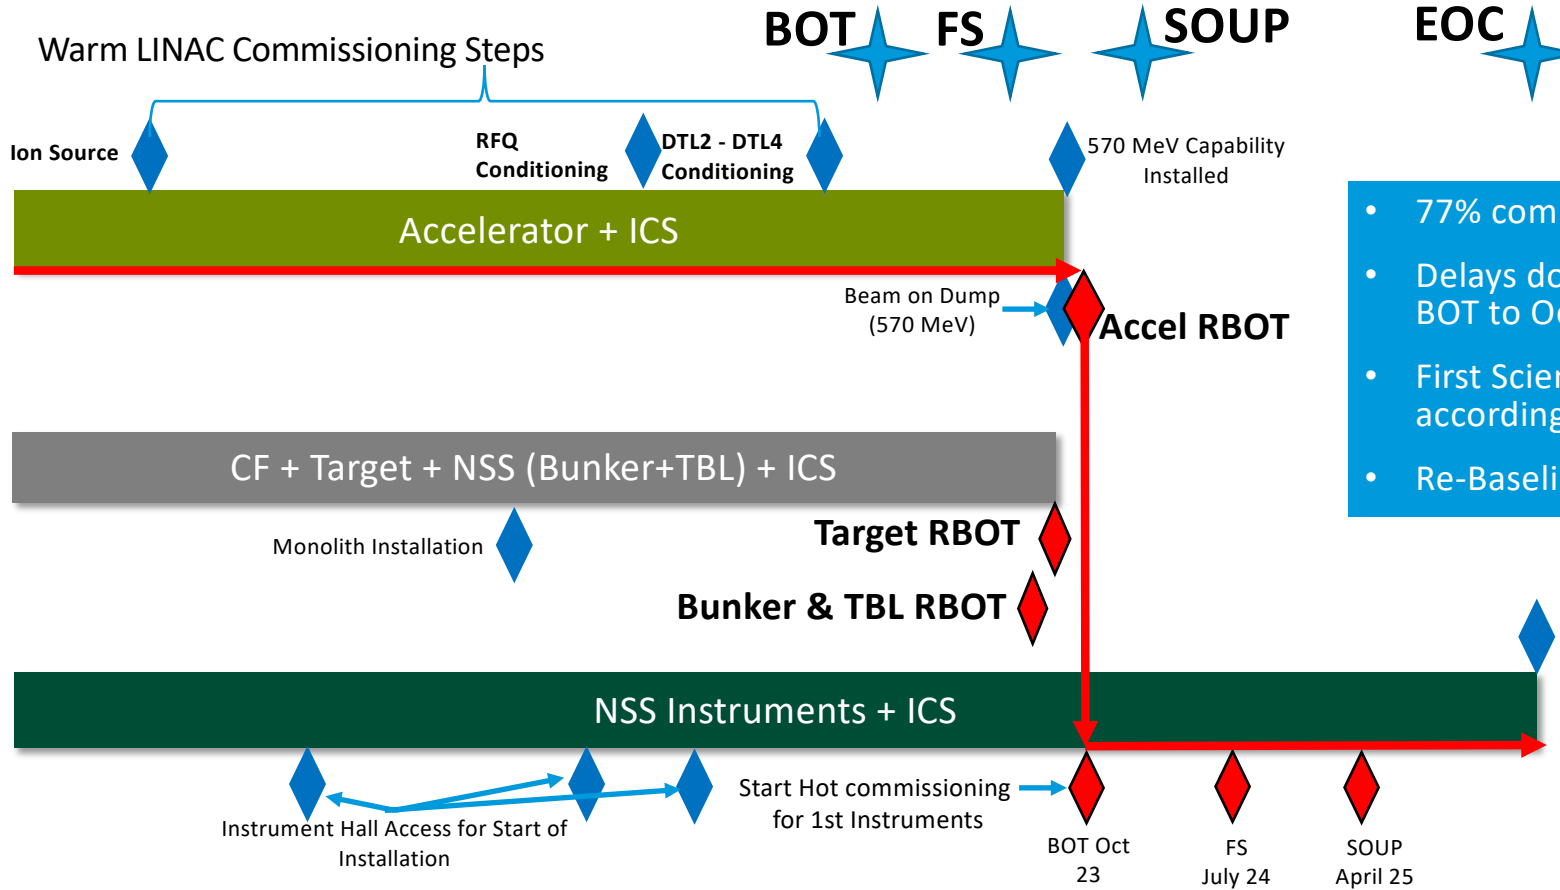 BOT
FS
SOUP
EOC
Warm LINAC Commissioning Steps
Ion Source
RFQ
Conditioning
DTL2 - DTL4
Conditioning
570 MeV Capability
Installed
Accelerator + ICS
• 77% com
• Delays do
BOT to Oc
• First Scien
according
• Re-Baseli
Beam on Dump
(570 MeV)
Accel RBOT
CF + Target + NSS (Bunker+TBL) + ICS
Monolith Installation
Target RBOT
Bunker & TBL RBOT
NSS Instruments + ICS
Instrument Hall Access for Start of
Installation
Start Hot commissioning
for 1st Instruments
BOT Oct
23
FS
July 24
SOUP
April 25